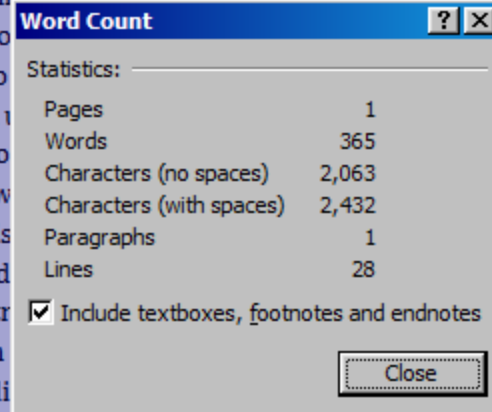 Word Count
Statistics:
Pages 1
Words 365
Characters (no spaces) 2,063
Characters (with spaces) 2,432
Paragraphs 1
Lines 28
Include textboxes, footnotes and endnotes
Close